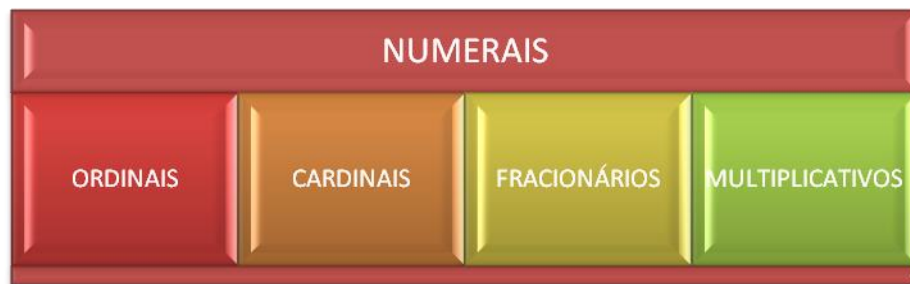 NUMERAIS
ORDINAIS
CARDINAIS
FRACIONÁRIOS
MULTIPLICATIVOS